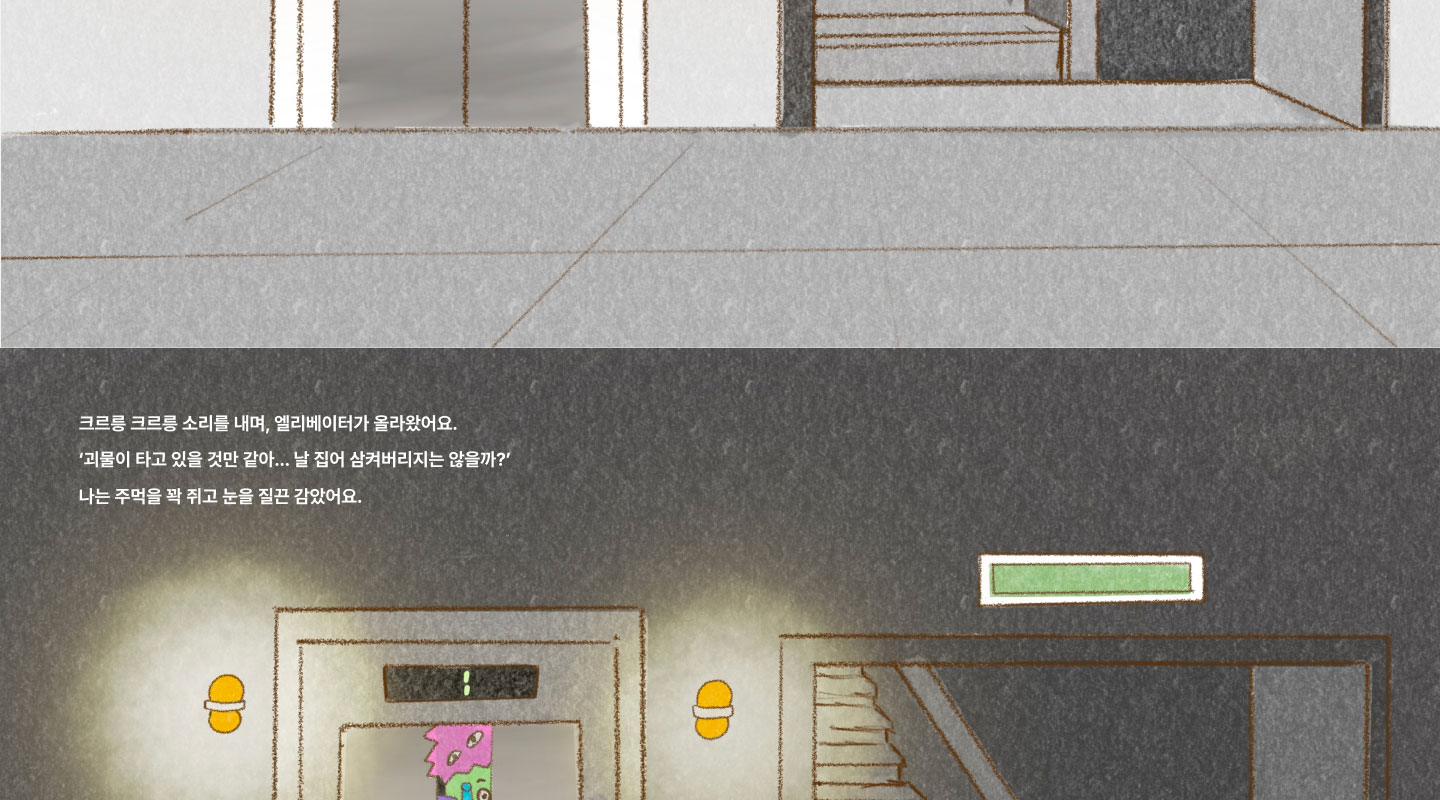 크르릉 크르릉 소리를 내며, 엘리베이터가 올라왔어요.
‘괴물이 타고 있을 것만 같아... 날 집어 삼켜버리지는 않을까?’
나는 주먹을 꽉 쥐고 눈을 질끈 감았어요.
1